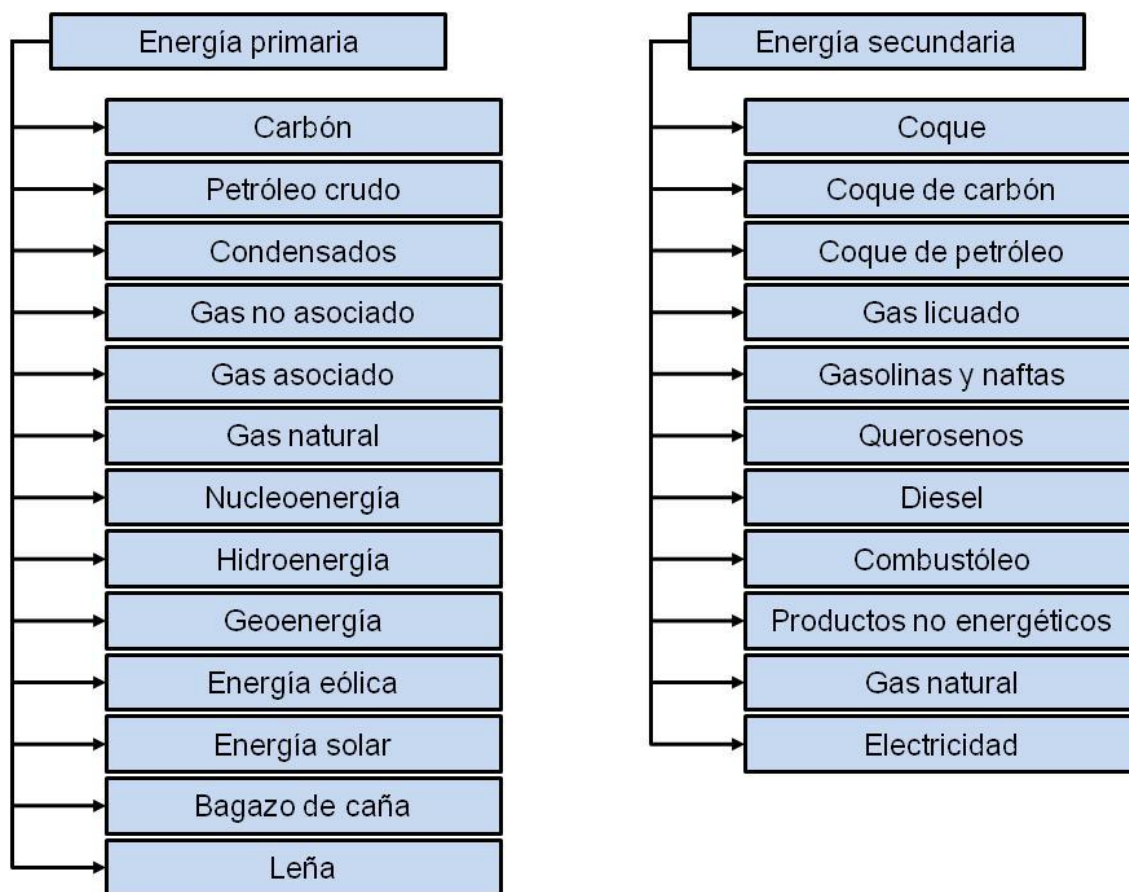 Energía primaria
Carbón
Petróleo crudo
Condensados
Gas no asociado
Gas asociado
Gas natural
Nucleoenergía
Hidroenergía
Geoenergía
Energía eólica
Energía solar
Bagazo de caña
Leña
Energía secundaria
Coque
Coque de carbón
Coque de petróleo
Gas licuado
Gasolinas y naftas
Querosenos
Diesel
Combustóleo
Productos no energéticos
Gas natural
Electricidad